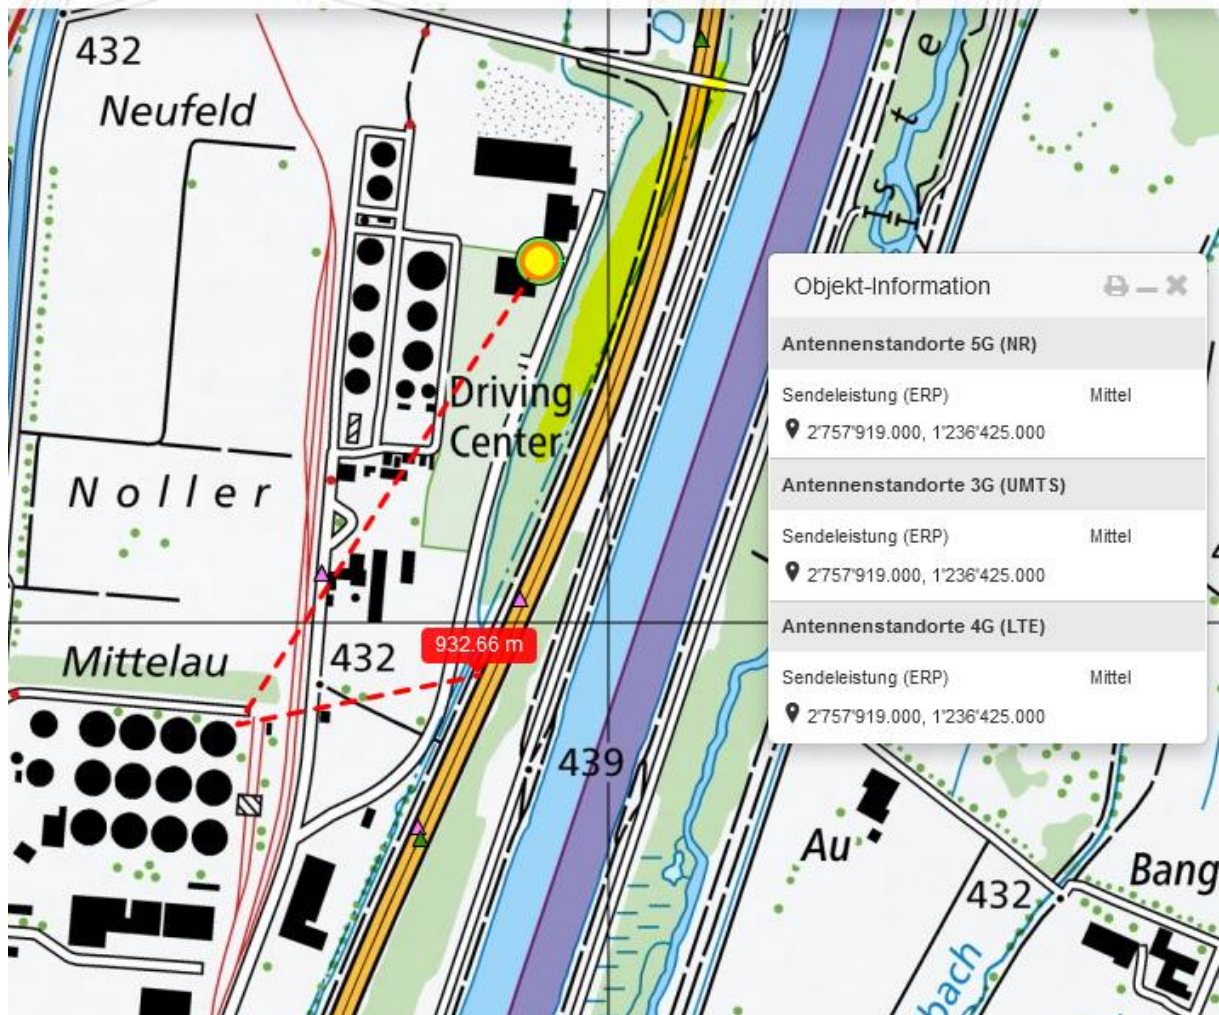 432
Neufeld
Iste
Driving
Center
Noller
Mittelau
432
932.66 m
439
Au
432
Bang
bach
Objekt-Information
Antennenstandorte 5G (NR)
Sendeleistung (ERP) Mittel
2'757'919.000, 1'236'425.000
Antennenstandorte 3G (UMTS)
Sendeleistung (ERP) Mittel
2'757'919.000, 1'236'425.000
Antennenstandorte 4G (LTE)
Sendeleistung (ERP) Mittel
2'757'919.000, 1'236'425.000